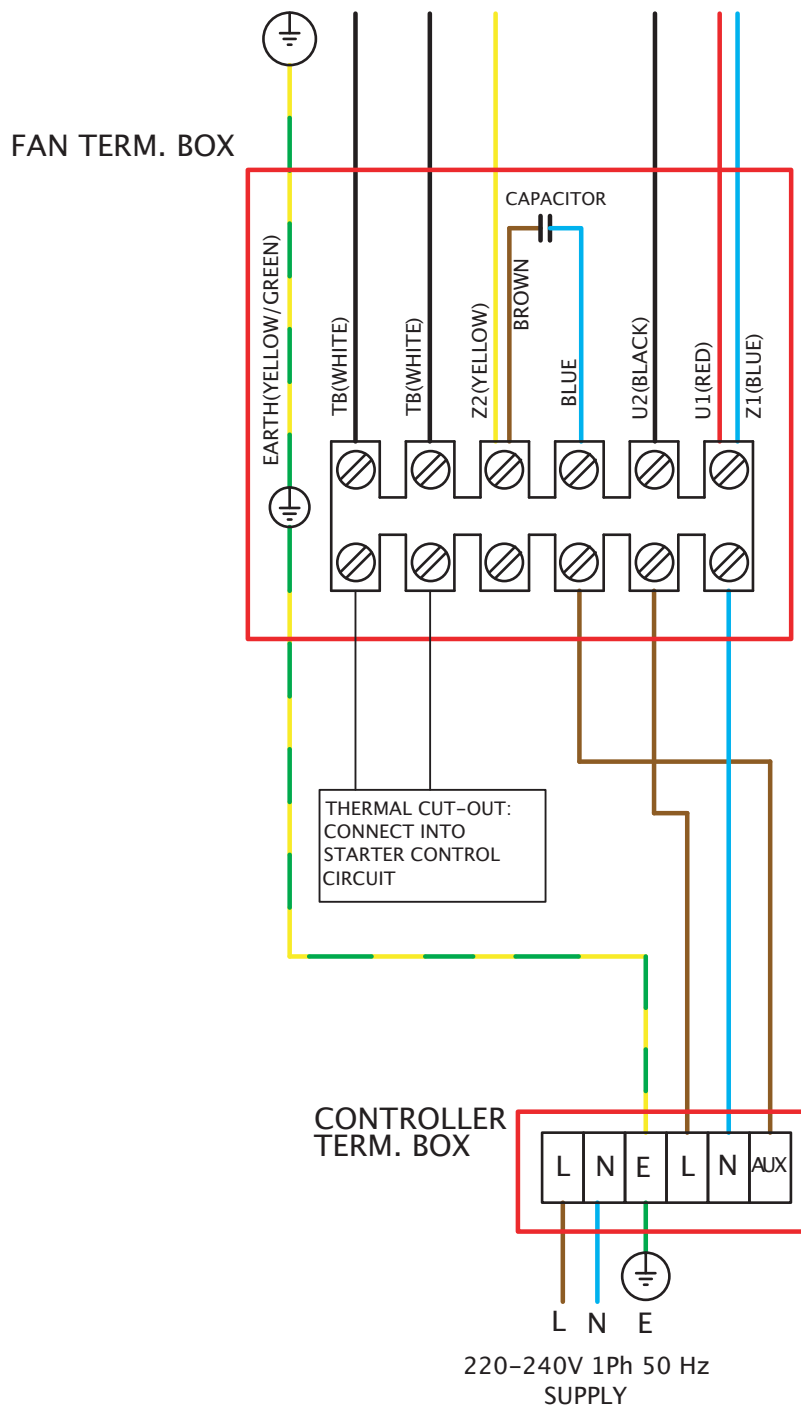 FAN TERM. BOX
CAPACITOR
EARTH(YELLOW/GREEN)
TB(WHITE)
TB(WHITE)
Z2(YELLOW)
BROWN
BLUE
U2(BLACK)
U1(RED)
Z1(BLUE)
THERMAL CUT-OUT:
CONNECT INTO
STARTER CONTROL
CIRCUIT
CONTROLLER
TERM. BOX
L N E L N AUX
L N E
220-240V 1Ph 50 Hz
SUPPLY